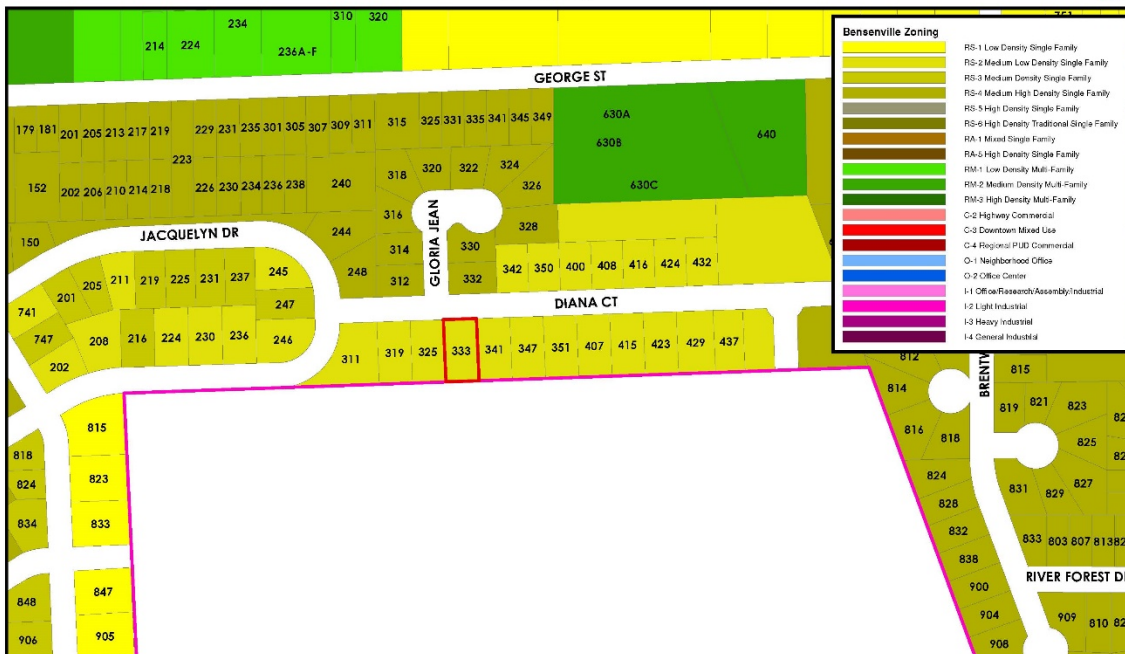 310
320
234
214
224
236A-F
GEORGE ST
179 181 201 205 213 217 219 229 231 235 301 305 307 309 311 315 325 331 335 341 345 349
630A
640
223
630B
152 202 206 210 214 218 226 230 234 236 238 240 318 320 322 324
326
630C
316
328
150
JACQUELYN DR
244
GLORIA JEAN
314
330
248
312
332
342 350 400 408 416 424 432
201 205 211 219 225 231 237 245
247
DIANA CT
741
747
208 216 224 230 236 246
202
311 319 325 333 341 347 351 407 415 423 429 437
815
823
833
847
905
818
824
834
848
906
812
814
816
818
824
828
832
838
900
904
908
815
819 821 823
825
827
831 829
833 803 807 813
RIVER FOREST
909 810
Bensenville Zoning
RS-1 Low Density Single Family
RS-2 Medium Low Density Single Family
RS-3 Medium Density Single Family
RS-4 Medium High Density Single Family
RS-5 High Density Single Family
RS-6 High Density Traditional Single Family
RA-1 Mixed Single Family
RA-5 High Density Single Family
RM-1 Low Density Multi-Family
RM-2 Medium Density Multi-Family
RM-3 High Density Multi-Family
C-2 Highway Commercial
C-3 Downtown Mixed Use
C-4 Regional PUD Commercial
O-1 Neighborhood Office
O-2 Office Center
I-1 Office/Research/Assembly/Industrial
I-2 Light Industrial
I-3 Heavy Industrial
I-4 General Industrial